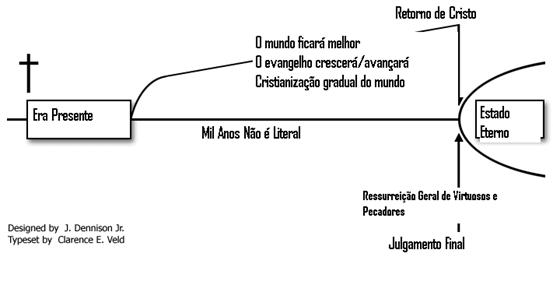 Retorno de Cristo
O mundo ficará melhor
O evangelho crescerá/avançará
Cristianização gradual do mundo
Era Presente
Estado
Eterno
Mil Anos Não é Literal
Ressurreição Geral de Virtuosos e
Pecadores
Julgamento Final
Designed by J. Dennison Jr.
Typeset by Clarence E. Veld